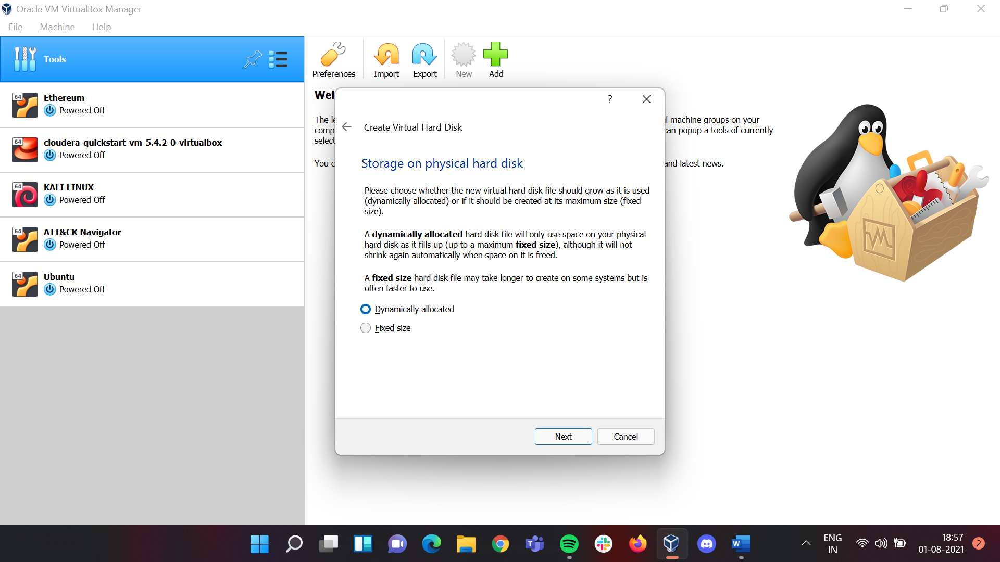 Oracle VM VirtualBox Manager
File Machine Help
Tools
Preferences Import Export New Add
64 Ethereum
Powered Off
64 cloudera-quickstart-vm-5.4.2-0-virtualbox
Powered Off
64 KALI LINUX
Powered Off
64 ATT&CK Navigator
Powered Off
64 Ubuntu
Powered Off
Wel
The le
comp
select
You c
l machine groups on your
can popup a tools of currently
and latest news.
?
Create Virtual Hard Disk
Storage on physical hard disk
Please choose whether the new virtual hard disk file should grow as it is used
(dynamically allocated) or if it should be created at its maximum size (fixed
size).
A dynamically allocated hard disk file will only use space on your physical
hard disk as it fills up (up to a maximum fixed size), although it will not
shrink again automatically when space on it is freed.
A fixed size hard disk file may take longer to create on some systems but is
often faster to use.
Dynamically allocated
Fixed size
Next Cancel
ENG
IN
18:57
01-08-2021
2